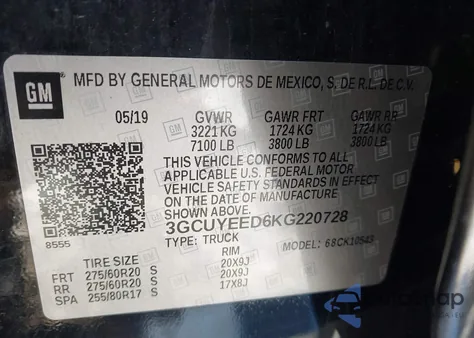 GM
MFD BY GENERAL MOTORS DE MEXICO, S. DE R.L. DE C.V.
05/19 GVWR GAWR FRT GAWR RR
3221 KG 1724 KG 1724 KG
7100 LB 3800 LB 3800 LB
THIS VEHICLE CONFORMS TO ALL
APPLICABLE U.S. FEDERAL MOTOR
VEHICLE SAFETY STANDARDS IN EFFECT
ON THE DATE OF MANUFACTURE
SHOWN ABOVE.
3GCUYEED6KG220728
8555
TYPE: TRUCK MODEL: 68CK10543
TIRE SIZE RIM
FRT 275/60R20 S 20X9J
RR 275/60R20 S 20X9J
SPA 255/80R17 S 17X8J